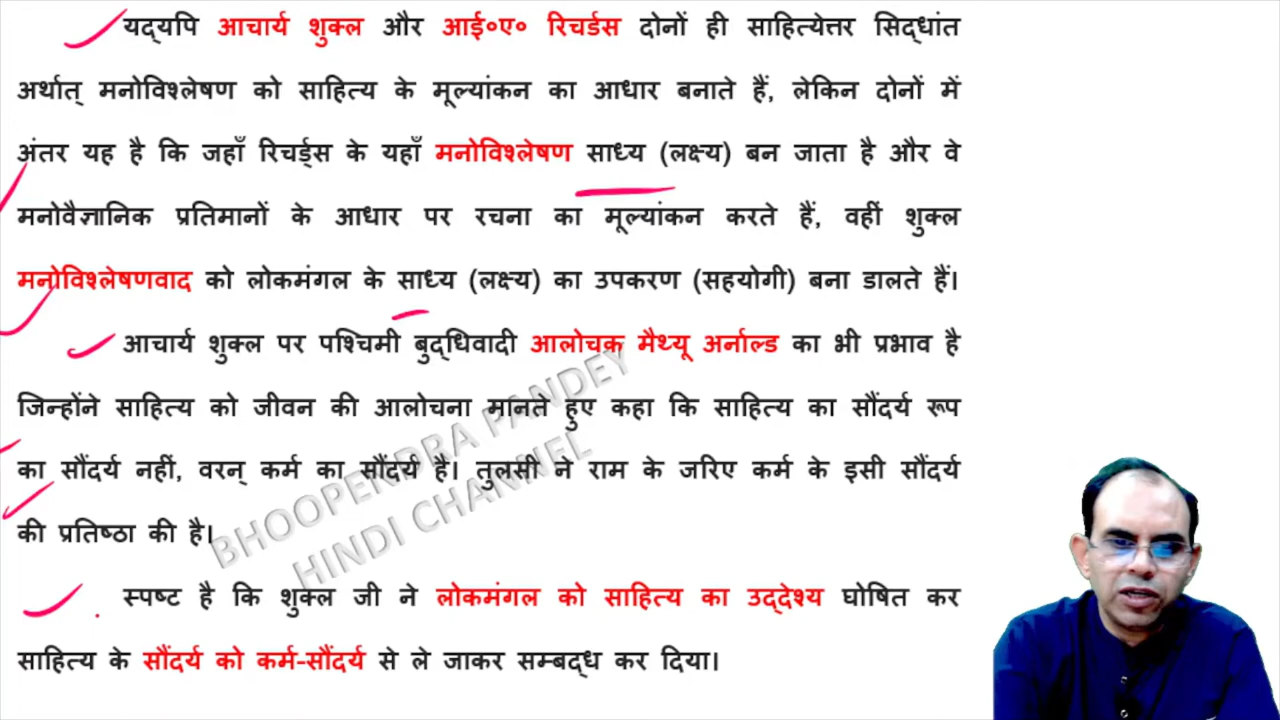 यद्यपि आचार्य शुक्ल और आई०ए० रिचर्डस दोनों ही साहित्येत्तर सिद्धांत
अर्थात् मनोविश्लेषण को साहित्य के मूल्यांकन का आधार बनाते हैं, लेकिन दोनों में
अंतर यह है कि जहाँ रिचर्ड्स के यहाँ मनोविश्लेषण साध्य (लक्ष्य) बन जाता है और वे
मनोवैज्ञानिक प्रतिमानों के आधार पर रचना का मूल्यांकन करते हैं, वहीं शुक्ल
मनोविश्लेषणवाद को लोकमंगल के साध्य (लक्ष्य) का उपकरण (सहयोगी) बना डालते हैं।
आचार्य शुक्ल पर पश्चिमी बुद्धिवादी आलोचक मैथ्यू अर्नाल्ड का भी प्रभाव है
जिन्होंने साहित्य को जीवन की आलोचना मानते हुए कहा कि साहित्य का सौंदर्य रूप
का सौंदर्य नहीं, वरन् कर्म का सौंदर्य है। तुलसी ने राम के जरिए कर्म के इसी सौंदर्य
की प्रतिष्ठा की है।
स्पष्ट है कि शुक्ल जी ने लोकमंगल को साहित्य का उद्देश्य घोषित कर
साहित्य के सौंदर्य को कर्म-सौंदर्य से ले जाकर सम्बद्ध कर दिया।
BHOOPENDRA PANDEY
HINDI CHANNEL